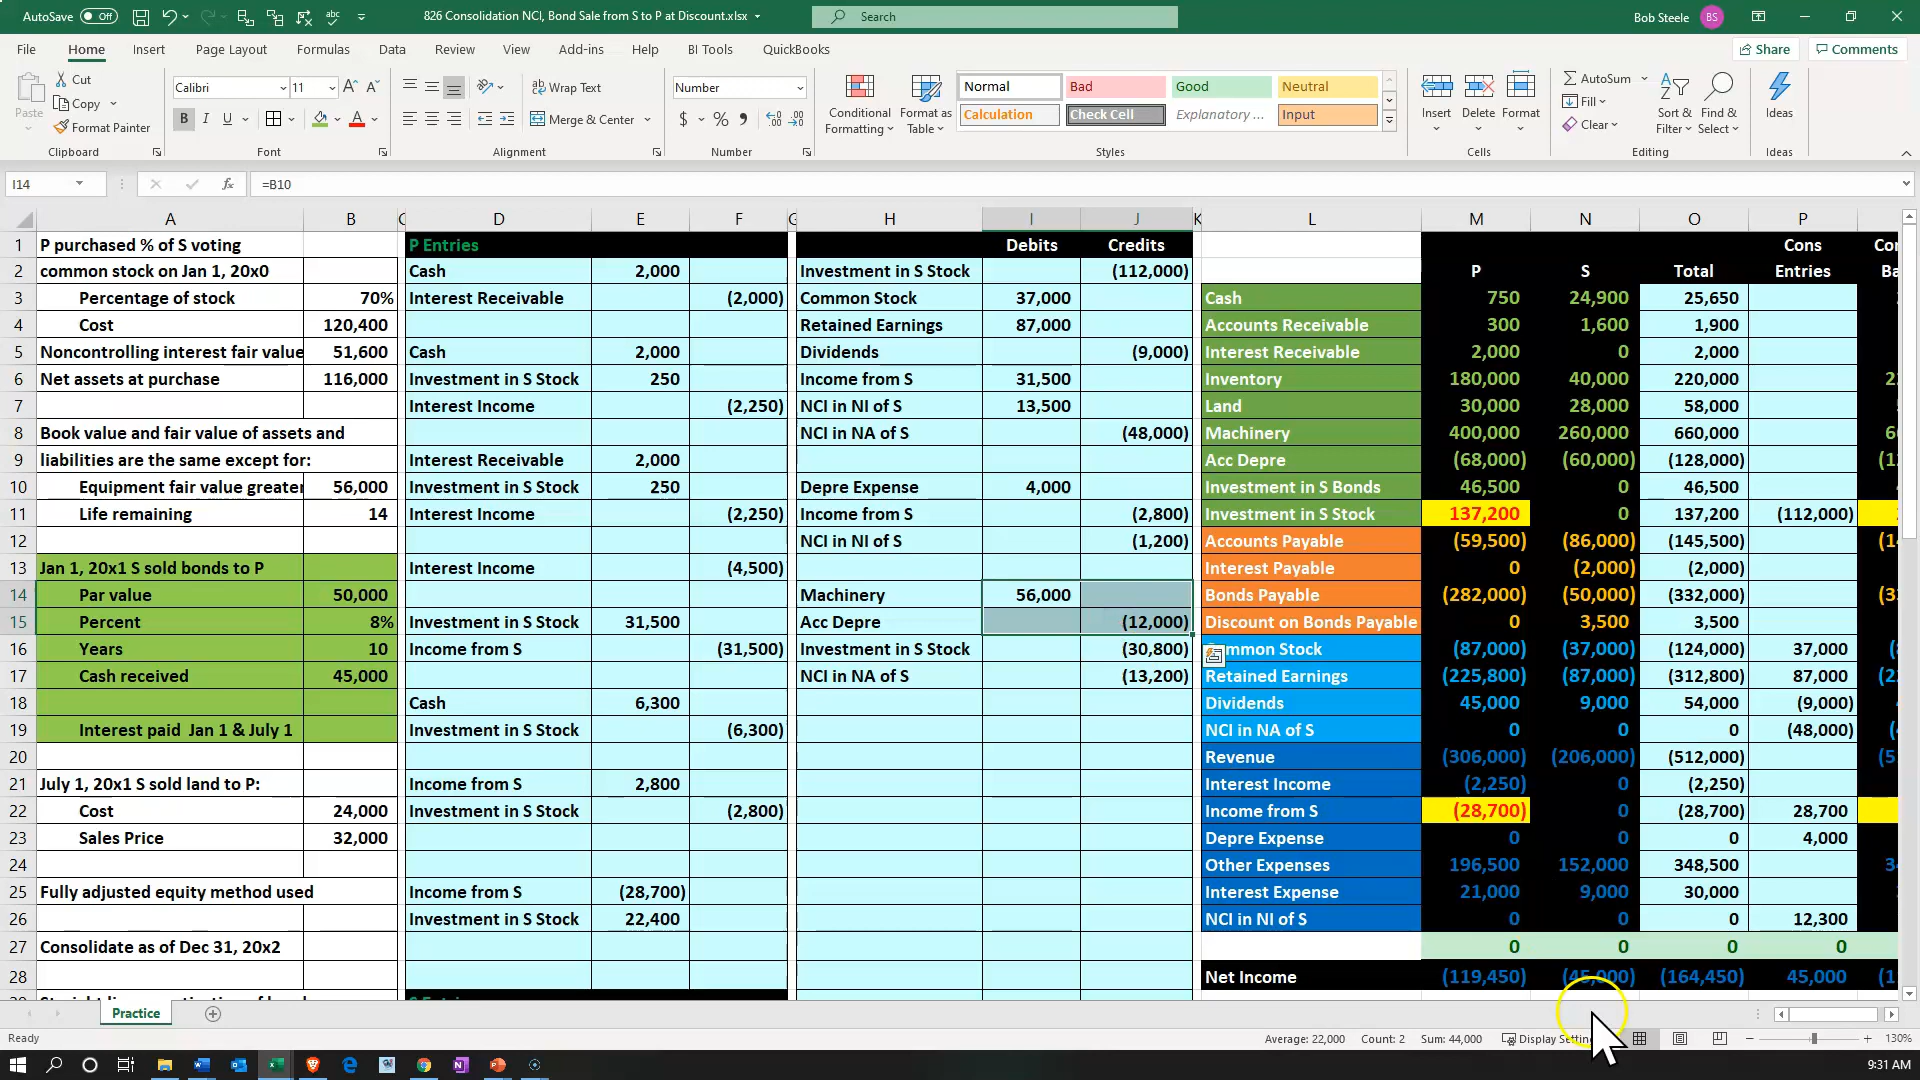 AutoSave Off 826 Consolidation NCI, Bond Sale from S to P at Discount.xlsx Search Bob Steele BS
File Home Insert Page Layout Formulas Data Review View Add-ins Help BI Tools QuickBooks Share Comments
Paste Cut Copy Format Painter
Calibri 11
Wrap Text Merge & Center
Number
Conditional Formatting Format as Table
Normal Bad Good Neutral
Calculation Check Cell Explanatory ... Input
Insert Delete Format
AutoSum Fill Clear Sort & Filter Find & Select Ideas
Clipboard Font Alignment Number Styles Cells Editing Ideas
I14 fx =B10
A B C D E F G H I J K L M N O P
1 P purchased % of S voting P Entries Debits Credits Cons Con
2 common stock on Jan 1, 20x0 Cash 2,000 Investment in S Stock (112,000) P S Total Entries Ba
3 Percentage of stock 70% Interest Receivable (2,000) Common Stock 37,000 Cash 750 24,900 25,650
4 Cost 120,400 Retained Earnings 87,000 Accounts Receivable 300 1,600 1,900
5 Noncontrolling interest fair value 51,600 Cash 2,000 Dividends (9,000) Interest Receivable 2,000 0 2,000
6 Net assets at purchase 116,000 Investment in S Stock 250 Income from S 31,500 Inventory 180,000 40,000 220,000 2
7 Interest Income (2,250) NCI in NI of S 13,500 Land 30,000 28,000 58,000
8 Book value and fair value of assets and NCI in NA of S (48,000) Machinery 400,000 260,000 660,000 6
9 liabilities are the same except for: Interest Receivable 2,000 Acc Depre (68,000) (60,000) (128,000) (1
10 Equipment fair value greater 56,000 Investment in S Stock 250 Depre Expense 4,000 Investment in S Bonds 46,500 0 46,500
11 Life remaining 14 Interest Income (2,250) Income from S (2,800) Investment in S Stock 137,200 0 137,200 (112,000)
12 NCI in NI of S (1,200) Accounts Payable (59,500) (86,000) (145,500) (14
13 Jan 1, 20x1 S sold bonds to P Interest Income (4,500) Interest Payable 0 (2,000) (2,000)
14 Par value 50,000 Machinery 56,000 Bonds Payable (282,000) (50,000) (332,000) (3
15 Percent 8% Investment in S Stock 31,500 Acc Depre (12,000) Discount on Bonds Payable 0 3,500 3,500
16 Years 10 Income from S (31,500) Investment in S Stock (30,800) mmon Stock (87,000) (37,000) (124,000) 37,000
17 Cash received 45,000 NCI in NA of S (13,200) Retained Earnings (225,800) (87,000) (312,800) 87,000 (2
18 Cash 6,300 Dividends 45,000 9,000 54,000 (9,000)
19 Interest paid Jan 1 & July 1 Investment in S Stock (6,300) NCI in NA of S 0 0 0 (48,000)
20 Revenue (306,000) (206,000) (512,000) (5
21 July 1, 20x1 S sold land to P: Income from S 2,800 Interest Income (2,250) 0 (2,250)
22 Cost 24,000 Investment in S Stock (2,800) Income from S (28,700) 0 (28,700) 28,700
23 Sales Price 32,000 Depre Expense 0 0 0 4,000
24 Other Expenses 196,500 152,000 348,500 3
25 Fully adjusted equity method used Income from S (28,700) Interest Expense 21,000 9,000 30,000
26 Investment in S Stock 22,400 NCI in NI of S 0 0 0 12,300
27 Consolidate as of Dec 31, 20x2 0 0 0 0
28 Net Income (119,450) (45,000) (164,450) 45,000 (1
Practice
Ready Average: 22,000 Count: 2 Sum: 44,000 Display Settin 130%
9:31 AM